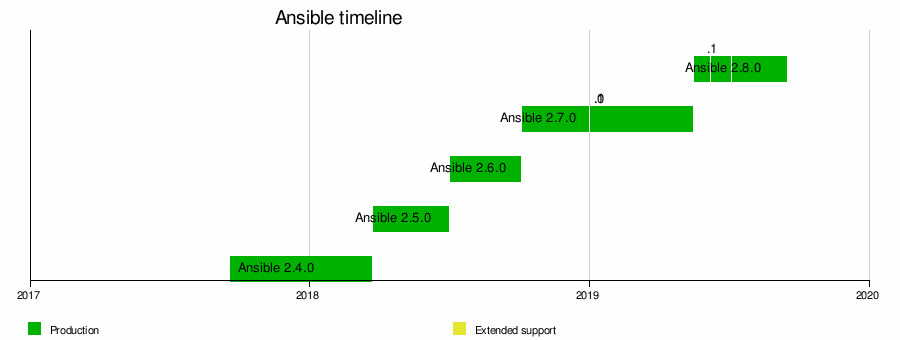 Ansible timeline
.1
Ansible 2.8.0
Ansible 2.7.0
Ansible 2.6.0
Ansible 2.5.0
Ansible 2.4.0
2017 2018 2019 2020
Production Extended support